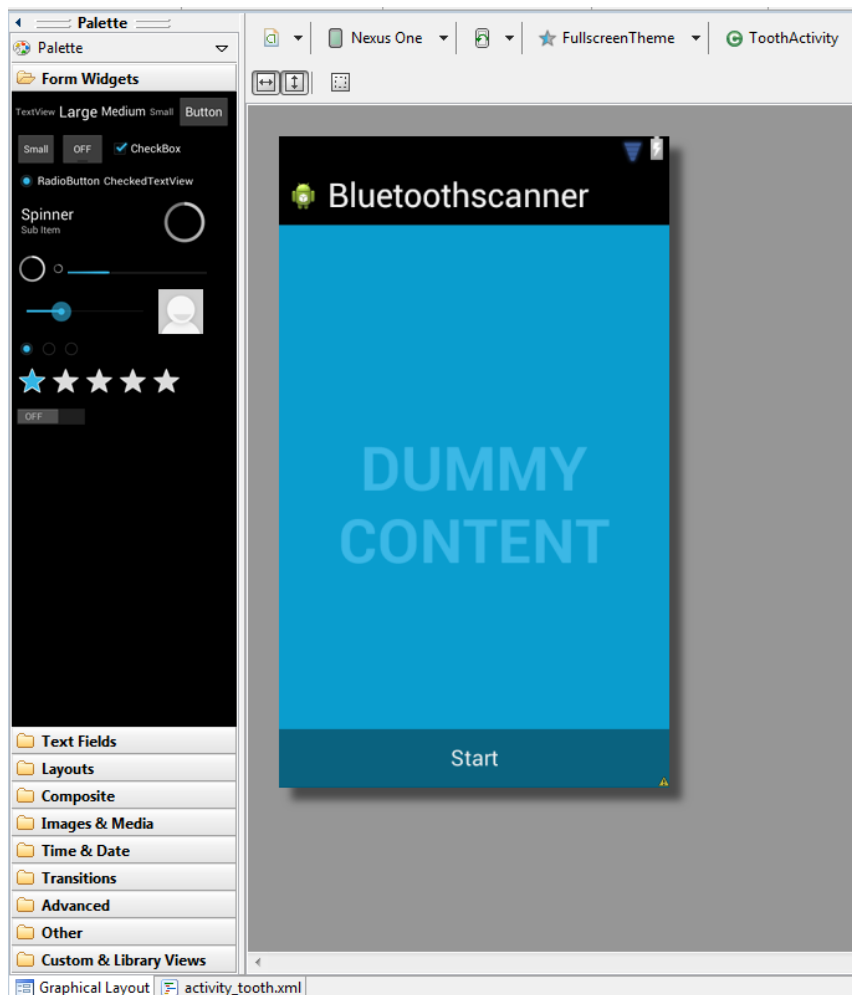 Palette
Palette
Form Widgets
TextView Large Medium Small Button
Small OFF CheckBox
RadioButton CheckedTextView
Spinner
Sub Item
OFF
Text Fields
Layouts
Composite
Images & Media
Time & Date
Transitions
Advanced
Other
Custom & Library Views
Graphical Layout activity_tooth.xml
Nexus One FullscreenTheme ToothActivity
Bluetoothscanner
DUMMY
CONTENT
Start